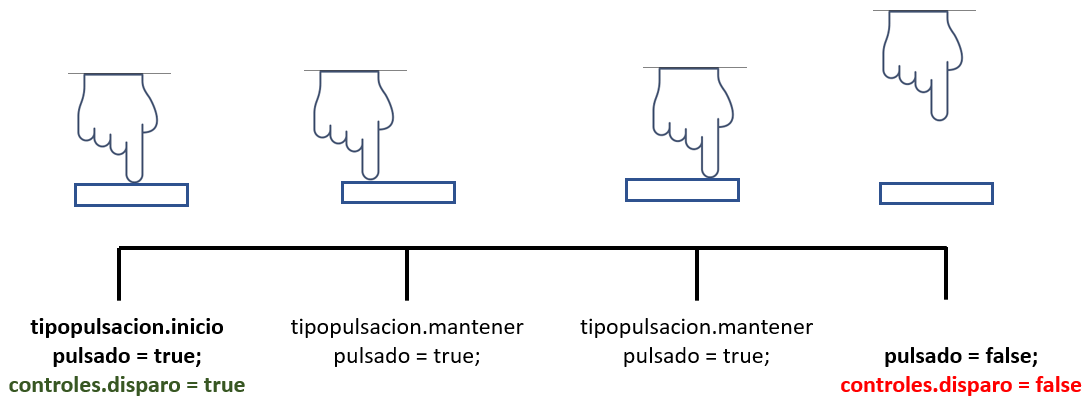 tipopulsacion.inicio
pulsado = true;
controles.disparo = true
tipopulsacion.mantener
pulsado = true;
tipopulsacion.mantener
pulsado = true;
pulsado = false;
controles.disparo = false